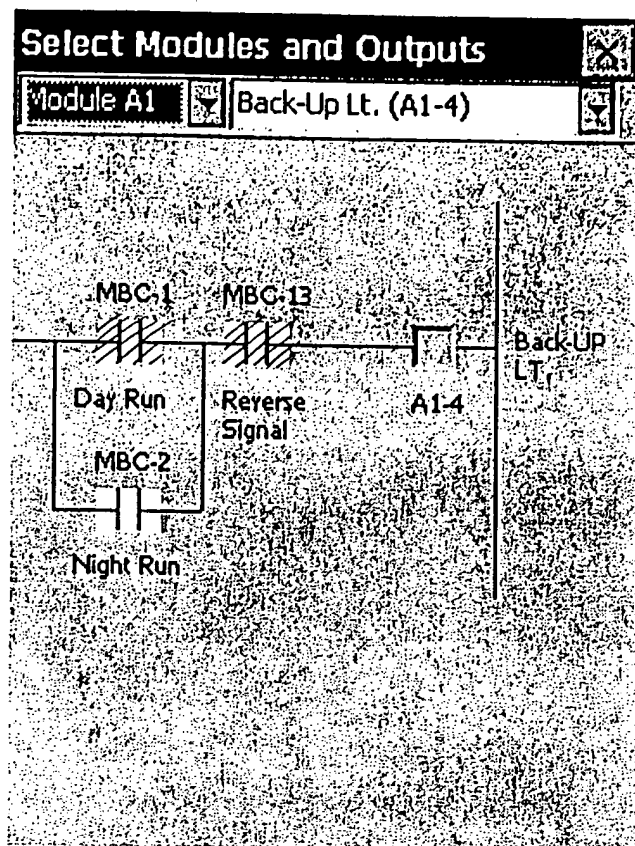 Select Modules and Outputs
Module A1 Back-Up Lt. (A1-4)
MBC-1 MBC-13
Day Run Reverse Signal A1-4 Back-UP LT,
MBC-2
Night Run